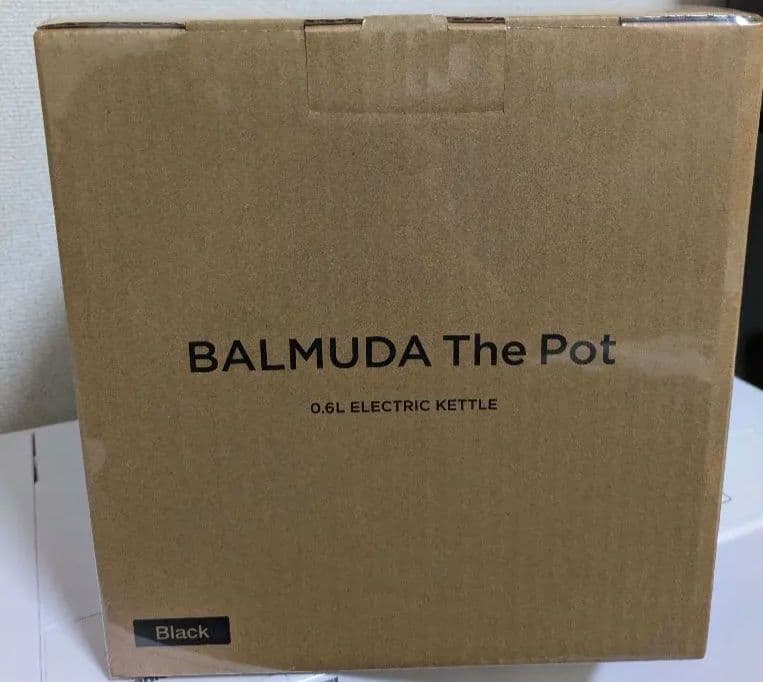 BALMUDA The Pot
0.6L ELECTRIC KETTLE
Black